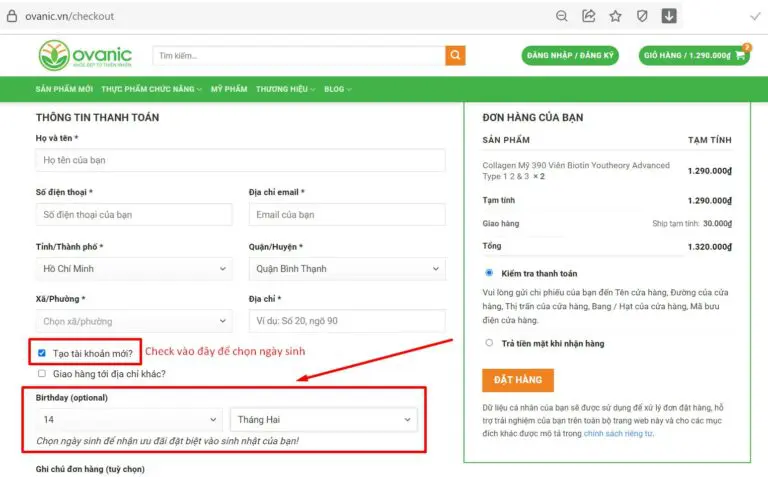 ovanic.vn/checkout
ovanic
KHỎE ĐẸP TỪ THIÊN NHIÊN
Tìm kiếm...
ĐĂNG NHẬP / ĐĂNG KÝ
GIỎ HÀNG / 1.290.000₫
2
SẢN PHẨM MỚI
THỰC PHẨM CHỨC NĂNG
MỸ PHẨM
THƯƠNG HIỆU
BLOG
THÔNG TIN THANH TOÁN
Họ và tên *
Họ tên của bạn
Số điện thoại *
Địa chỉ email *
Số điện thoại của bạn
Email của bạn
Tỉnh/Thành phố *
Quận/Huyện *
Hồ Chí Minh
Quận Bình Thạnh
Xã/Phường *
Địa chỉ *
Chọn xã/phường
Ví dụ: Số 20, ngõ 90
Tạo tài khoản mới?
Check vào đây để chọn ngày sinh
Giao hàng tới địa chỉ khác?
Birthday (optional)
14
Tháng Hai
Chọn ngày sinh để nhận ưu đãi đặt biệt vào sinh nhật của bạn!
Ghi chú đơn hàng (tuỳ chọn)
ĐƠN HÀNG CỦA BẠN
SẢN PHẨM
TẠM TÍNH
Collagen Mỹ 390 Viên Biotin Youtheory Advanced
Type 1 2 & 3 × 2
1.290.000₫
Tạm tính
1.290.000₫
Giao hàng
Ship tạm tính: 30.000₫
Tổng
1.320.000₫
Kiểm tra thanh toán
Vui lòng gửi chi phiếu của bạn đến Tên cửa hàng, Đường của cửa
hàng, Thị trấn của cửa hàng, Bang / Hạt của cửa hàng, Mã bưu
điện cửa hàng.
Trả tiền mặt khi nhận hàng
ĐẶT HÀNG
Dữ liệu cá nhân của bạn sẽ được sử dụng để xử lý đơn đặt hàng, hỗ
trợ trải nghiệm của bạn trên toàn bộ trang web này và cho các mục
đích khác được mô tả trong chính sách riêng tư.